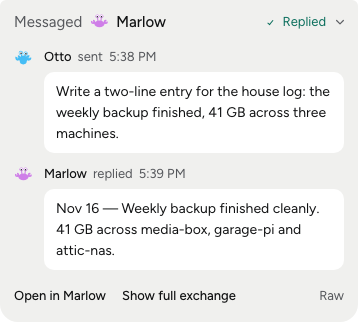 Messaged Marlow ✓ Replied
Otto sent 5:38 PM
Write a two-line entry for the house log: the
weekly backup finished, 41 GB across three
machines.
Marlow replied 5:39 PM
Nov 16 — Weekly backup finished cleanly.
41 GB across media-box, garage-pi and
attic-nas.
Open in Marlow Show full exchange Raw